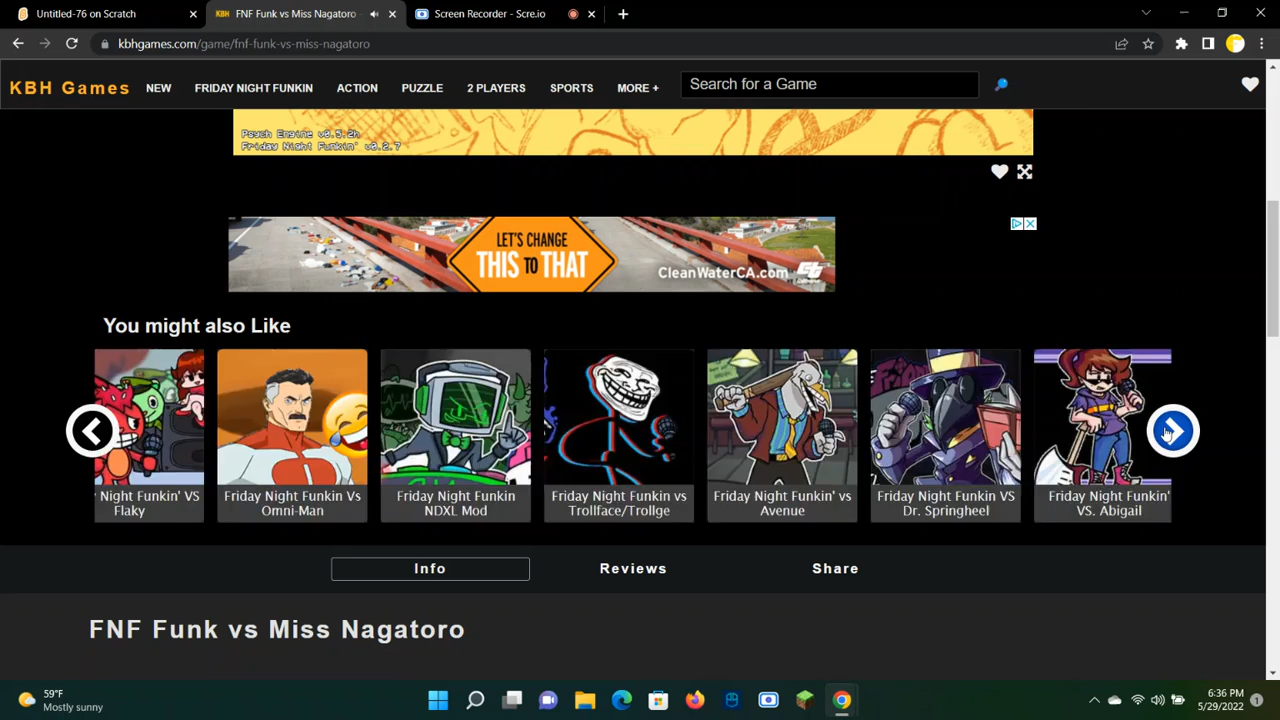 Untitled-76 on Scratch
FNF Funk vs Miss Nagatoro
Screen Recorder - Scre.io
kbhgames.com/game/fnf-funk-vs-miss-nagatoro
KBH Games
NEW
FRIDAY NIGHT FUNKIN
ACTION
PUZZLE
2 PLAYERS
SPORTS
MORE +
Search for a Game
Psych Engine v0.5.2h
Friday Night Funkin' v0.2.7
LET'S CHANGE
THIS TO THAT
CleanWaterCA.com
You might also Like
Night Funkin' VS
Flaky
Friday Night Funkin Vs
Omni-Man
Friday Night Funkin
NDXL Mod
Friday Night Funkin vs
Trollface/Trollge
Friday Night Funkin' vs
Avenue
Friday Night Funkin VS
Dr. Springheel
Friday Night Funkin'
VS. Abigail
Info
Reviews
Share
FNF Funk vs Miss Nagatoro
59°F
Mostly sunny
6:36 PM
5/29/2022
1